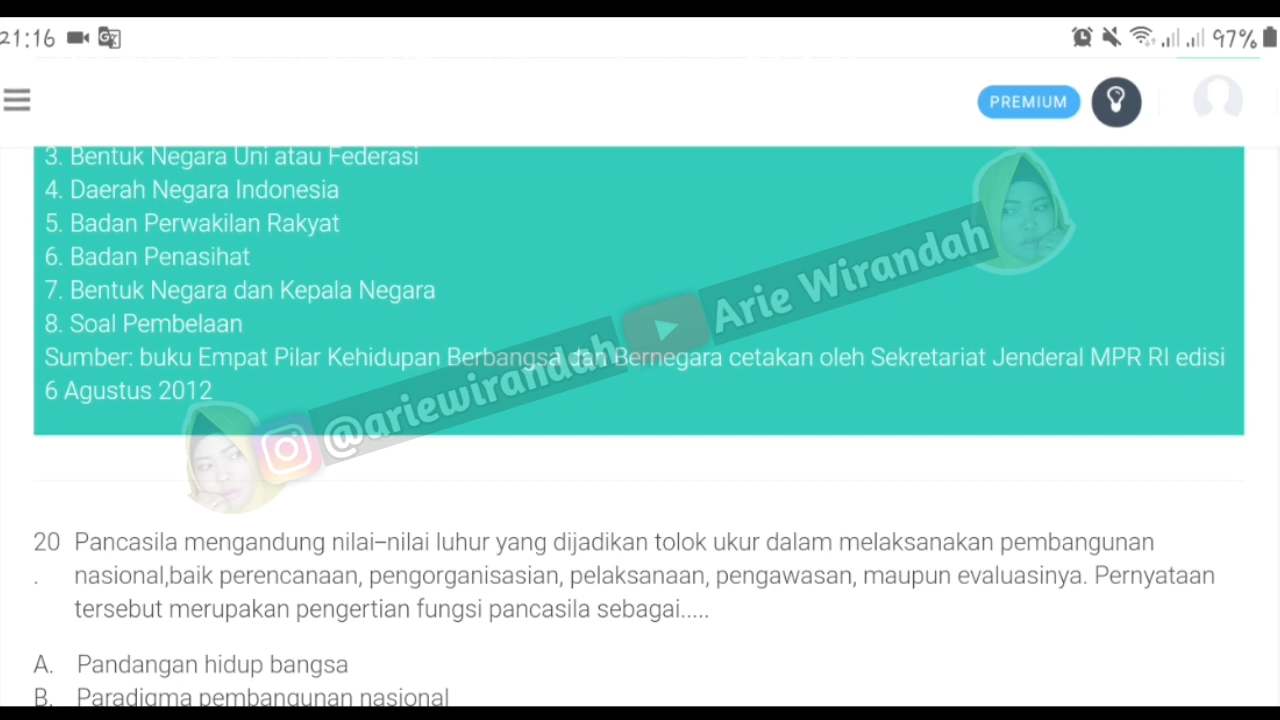 21:16
97%
PREMIUM
3. Bentuk Negara Uni atau Federasi
4. Daerah Negara Indonesia
5. Badan Perwakilan Rakyat
6. Badan Penasihat
7. Bentuk Negara dan Kepala Negara
8. Soal Pembelaan
Sumber: buku Empat Pilar Kehidupan Berbangsa dan Bernegara cetakan oleh Sekretariat Jenderal MPR RI edisi
6 Agustus 2012
@ariewirandah Arie Wirandah
20 Pancasila mengandung nilai–nilai luhur yang dijadikan tolok ukur dalam melaksanakan pembangunan
. nasional,baik perencanaan, pengorganisasian, pelaksanaan, pengawasan, maupun evaluasinya. Pernyataan
tersebut merupakan pengertian fungsi pancasila sebagai.....
A. Pandangan hidup bangsa
B. Paradigma pembangunan nasional